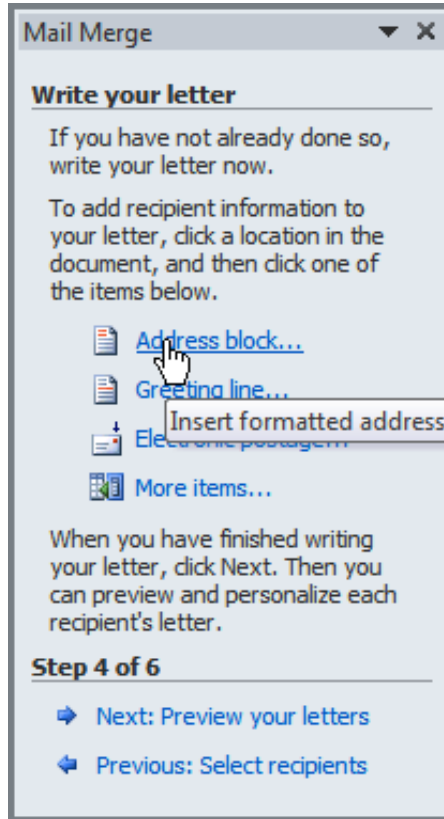 Mail Merge
Write your letter
If you have not already done so,
write your letter now.
To add recipient information to
your letter, click a location in the
document, and then click one of
the items below.
Address block...
Greeting line...
Insert formatted address
Electronic postage...
More items...
When you have finished writing
your letter, click Next. Then you
can preview and personalize each
recipient's letter.
Step 4 of 6
Next: Preview your letters
Previous: Select recipients